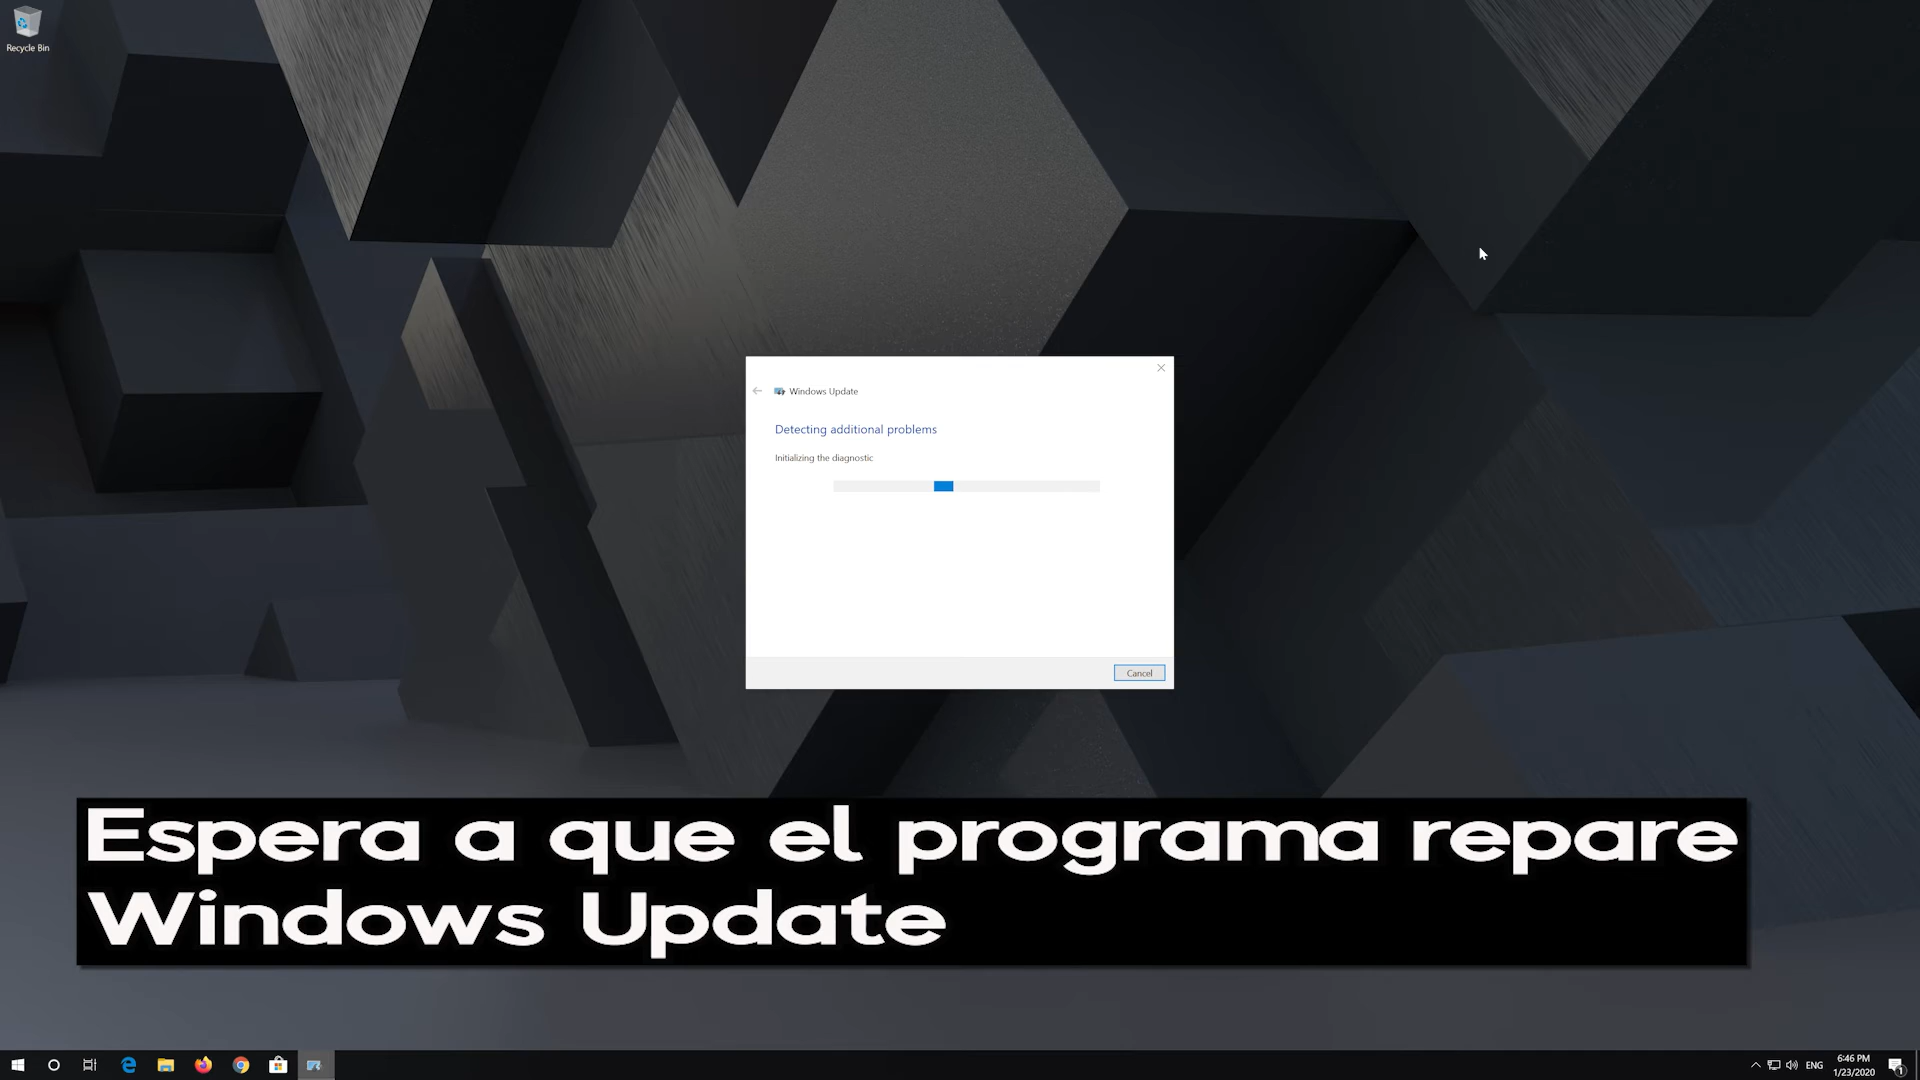 Recycle Bin
Windows Update
Detecting additional problems
Initializing the diagnostic
Cancel
Espera a que el programa repare
Windows Update
ENG
6:46 PM
1/23/2020
1